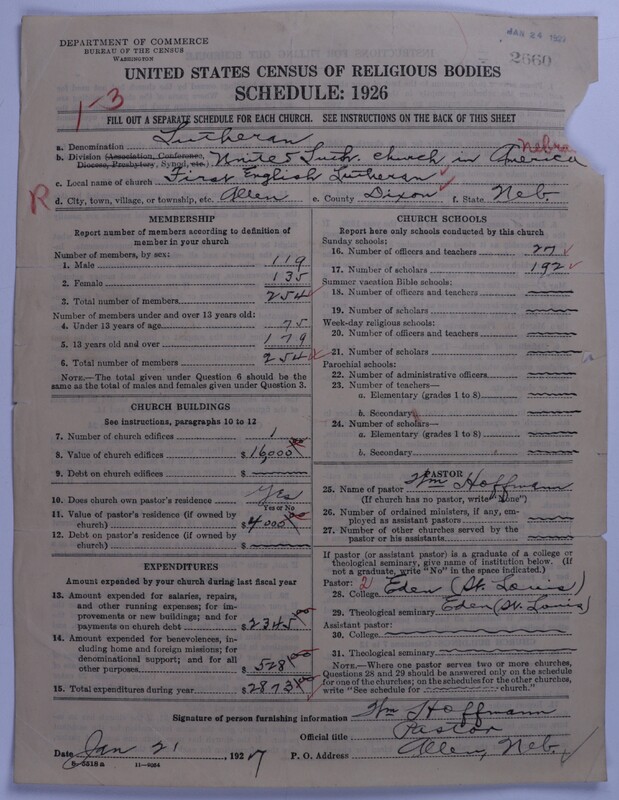 DEPARTMENT OF COMMERCE
BUREAU OF THE CENSUS
WASHINGTON
JAN 24 1927
2660
UNITED STATES CENSUS OF RELIGIOUS BODIES
SCHEDULE: 1926
1-3
FILL OUT A SEPARATE SCHEDULE FOR EACH CHURCH. SEE INSTRUCTIONS ON THE BACK OF THIS SHEET
a. Denomination Lutheran
Nebra
b. Division (Association, Conference, Diocese, Presbytery, Synod, etc.) United Luth. church in America
c. Local name of church First English Lutheran
R
d. City, town, village, or township, etc. Allen e. County Dixon f. State Neb.
MEMBERSHIP
Report number of members according to definition of
member in your church
Number of members, by sex:
1. Male 119
2. Female 135
3. Total number of members 254
Number of members under and over 13 years old:
4. Under 13 years of age 75
5. 13 years old and over 179
6. Total number of members 254
NOTE.—The total given under Question 6 should be the
same as the total of males and females given under Question 3.
CHURCH BUILDINGS
See instructions, paragraphs 10 to 12
7. Number of church edifices 1
8. Value of church edifices $16,000 00
9. Debt on church edifices $
10. Does church own pastor's residence Yes
Yes or No
11. Value of pastor's residence (if owned by
church) $4000 00
12. Debt on pastor's residence (if owned by
church) $
EXPENDITURES
Amount expended by your church during last fiscal year
13. Amount expended for salaries, repairs,
and other running expenses; for im-
provements or new buildings; and for
payments on church debt $2345 00
14. Amount expended for benevolences, in-
cluding home and foreign missions; for
denominational support; and for all
other purposes $528 00
15. Total expenditures during year $2873 00
CHURCH SCHOOLS
Report here only schools conducted by this church
Sunday schools:
16. Number of officers and teachers 27
17. Number of scholars 192
Summer vacation Bible schools:
18. Number of officers and teachers
19. Number of scholars
Week-day religious schools:
20. Number of officers and teachers
21. Number of scholars
Parochial schools:
22. Number of administrative officers
23. Number of teachers—
a. Elementary (grades 1 to 8)
b. Secondary
24. Number of scholars—
a. Elementary (grades 1 to 8)
b. Secondary
PASTOR
25. Name of pastor Wm Hoffmann
(If church has no pastor, write "None")
26. Number of ordained ministers, if any, em-
ployed as assistant pastors
27. Number of other churches served by the
pastor or his assistants
If pastor (or assistant pastor) is a graduate of a college or
theological seminary, give name of institution below. (If
not a graduate, write "No" in the space indicated.)
Pastor: 2
28. College Eden (St. Louis)
29. Theological seminary Eden (St. Louis)
Assistant pastor:
30. College
31. Theological seminary
NOTE.—Where one pastor serves two or more churches,
Questions 28 and 29 should be answered only on the schedule
for one of the churches; on the schedules for the other churches,
write "See schedule for church."
Signature of person furnishing information Wm Hoffmann
Official title Pastor
Date Jan 21, 1927 P. O. Address Allen, Neb.
8-5518a 11-9264